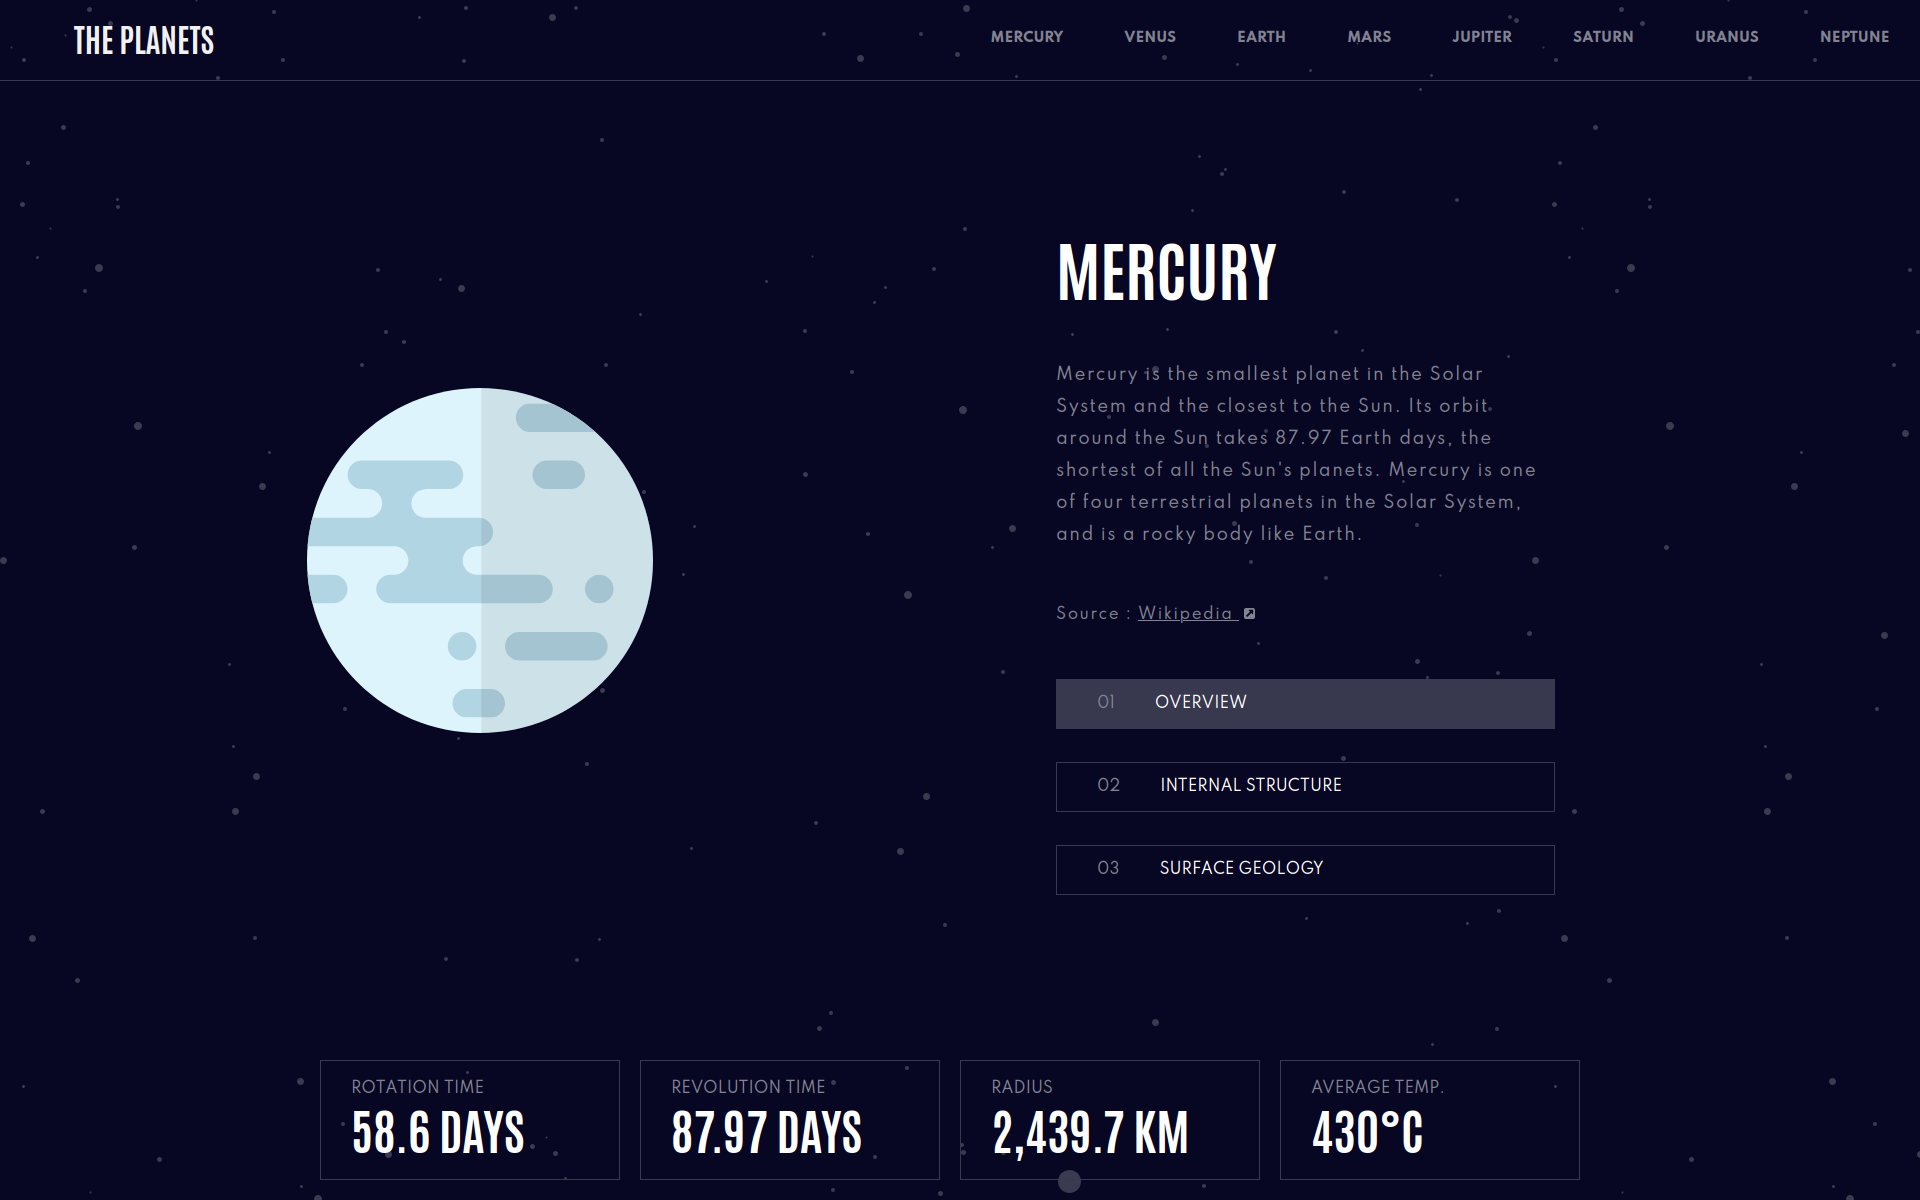 THE PLANETS
MERCURY VENUS EARTH MARS JUPITER SATURN URANUS NEPTUNE
MERCURY
Mercury is the smallest planet in the Solar
System and the closest to the Sun. Its orbit
around the Sun takes 87.97 Earth days, the
shortest of all the Sun's planets. Mercury is one
of four terrestrial planets in the Solar System,
and is a rocky body like Earth.
Source : Wikipedia
01 OVERVIEW
02 INTERNAL STRUCTURE
03 SURFACE GEOLOGY
ROTATION TIME
58.6 DAYS
REVOLUTION TIME
87.97 DAYS
RADIUS
2,439.7 KM
AVERAGE TEMP.
430°C